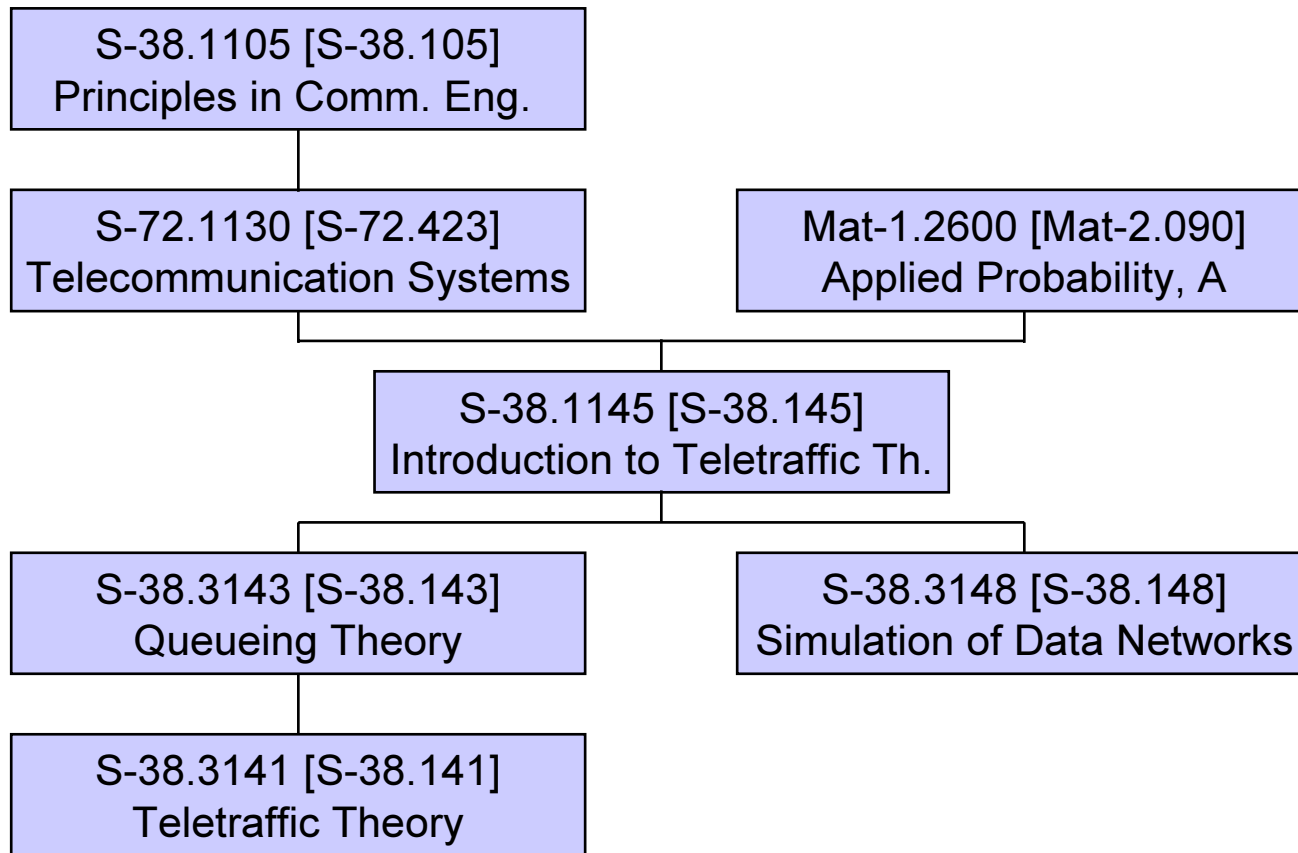 S-38.1105 [S-38.105]
Principles in Comm. Eng.
S-72.1130 [S-72.423]
Telecommunication Systems
Mat-1.2600 [Mat-2.090]
Applied Probability, A
S-38.1145 [S-38.145]
Introduction to Teletraffic Th.
S-38.3143 [S-38.143]
Queueing Theory
S-38.3148 [S-38.148]
Simulation of Data Networks
S-38.3141 [S-38.141]
Teletraffic Theory